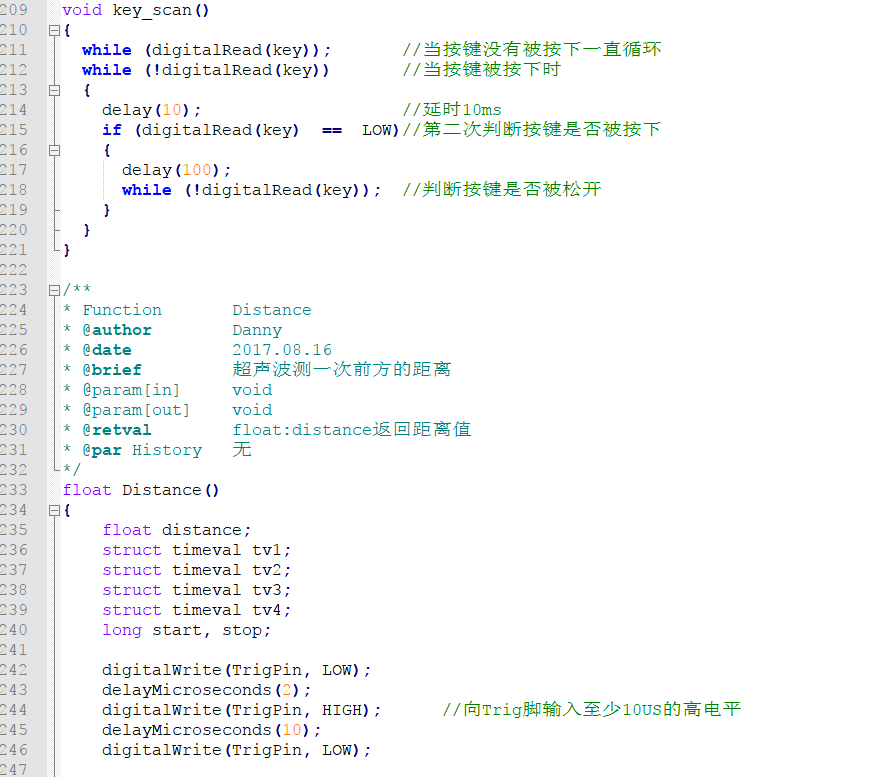 209 void key_scan()
210 {
211   while (digitalRead(key));       //当按键没有被按下一直循环
212   while (!digitalRead(key))       //当按键被按下时
213   {
214     delay(10);                    //延时10ms
215     if (digitalRead(key)  ==  LOW)//第二次判断按键是否被按下
216     {
217       delay(100);
218       while (!digitalRead(key));  //判断按键是否被松开
219     }
220   }
221 }
222
223 /**
224 * Function       Distance
225 * @author        Danny
226 * @date          2017.08.16
227 * @brief         超声波测一次前方的距离
228 * @param[in]     void
229 * @param[out]    void
230 * @retval        float:distance返回距离值
231 * @par History   无
232 */
233 float Distance()
234 {
235     float distance;
236     struct timeval tv1;
237     struct timeval tv2;
238     struct timeval tv3;
239     struct timeval tv4;
240     long start, stop;
241
242     digitalWrite(TrigPin, LOW);
243     delayMicroseconds(2);
244     digitalWrite(TrigPin, HIGH);      //向Trig脚输入至少10US的高电平
245     delayMicroseconds(10);
246     digitalWrite(TrigPin, LOW);
247